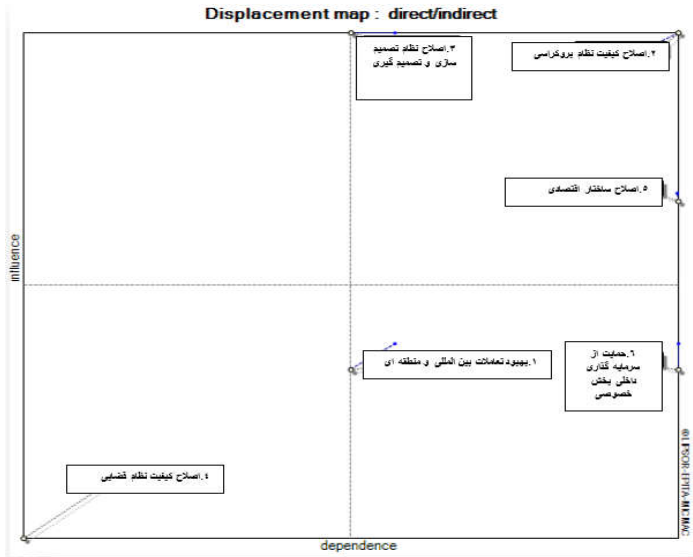 Displacement map : direct/indirect
۳.اصلاح نظام تصمیم
سازی و تصمیم گیری
۲.اصلاح کیفیت نظام بروکراسی
۵.اصلاح ساختار اقتصادی
influence
۱.بهبود تعاملات بین المللی و منطقه ای
۶.حمایت از
سرمایه گذاری
داخلی بخش
خصوصی
۴.اصلاح کیفیت نظام قضایی
dependence
© LIPSOR-EPITA-MICMAC